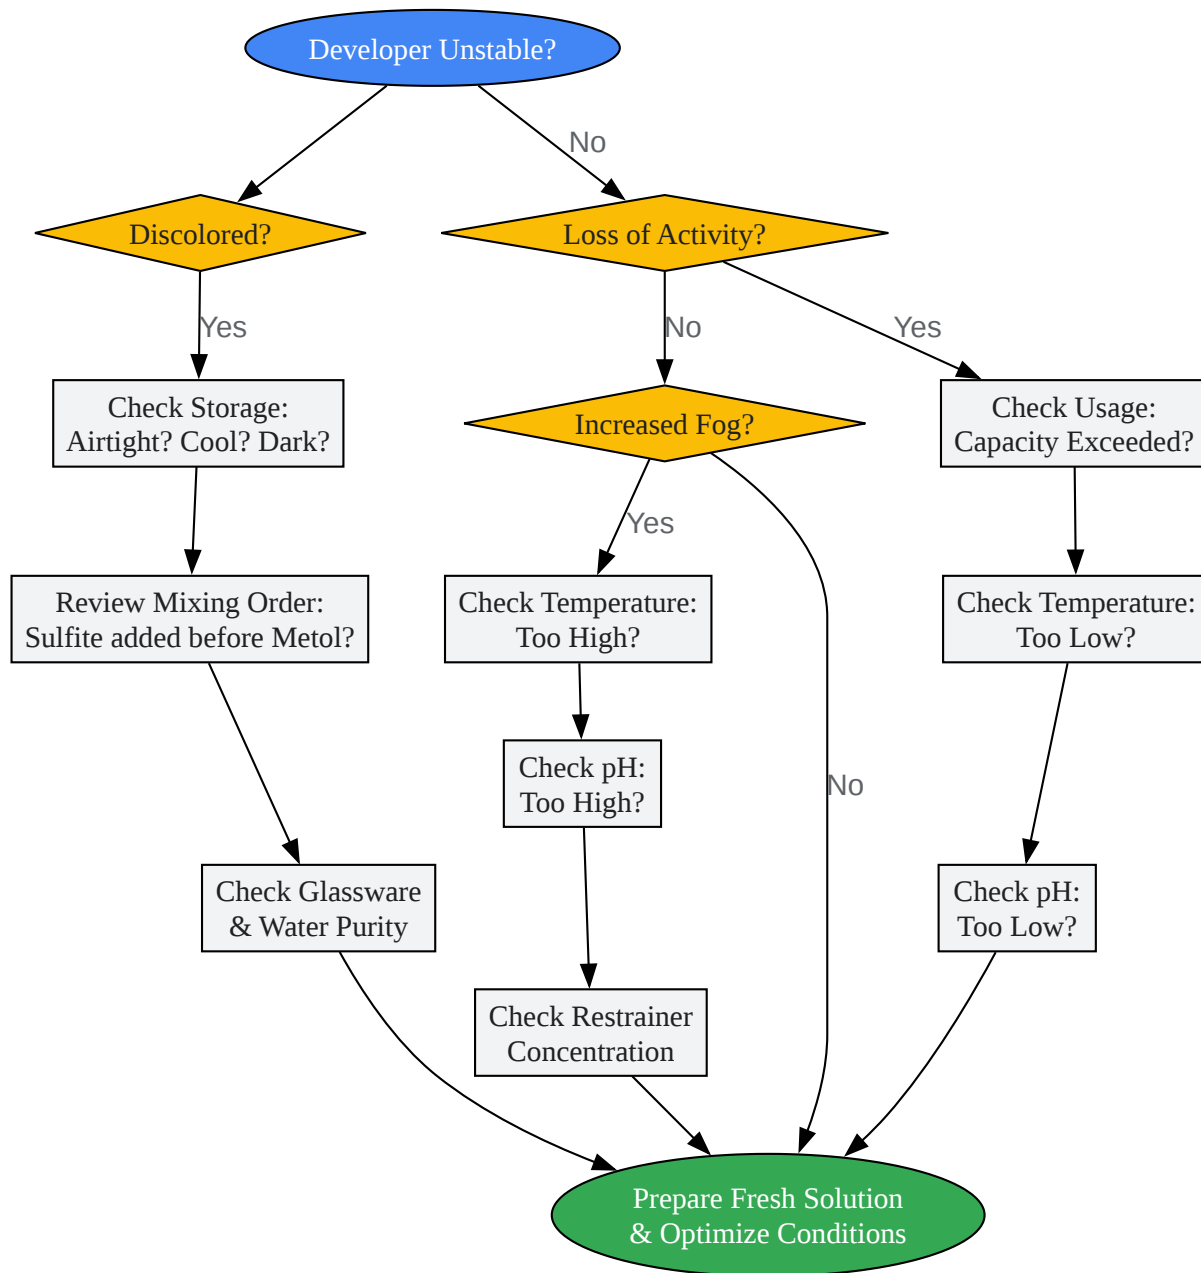 Developer Unstable?
No
Discolored?
Loss of Activity?
Yes
No
Yes
Check Storage:
Airtight? Cool? Dark?
Increased Fog?
Check Usage:
Capacity Exceeded?
Yes
Review Mixing Order:
Sulfite added before Metol?
Check Temperature:
Too High?
Check Temperature:
Too Low?
Check pH:
Too High?
No
Check Glassware
& Water Purity
Check pH:
Too Low?
Check Restrainer
Concentration
Prepare Fresh Solution
& Optimize Conditions